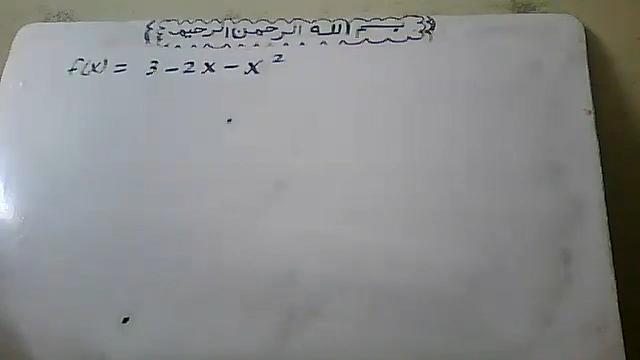 بسم الله الرحمن الرحيم
f(x) = 3 - 2x - x²